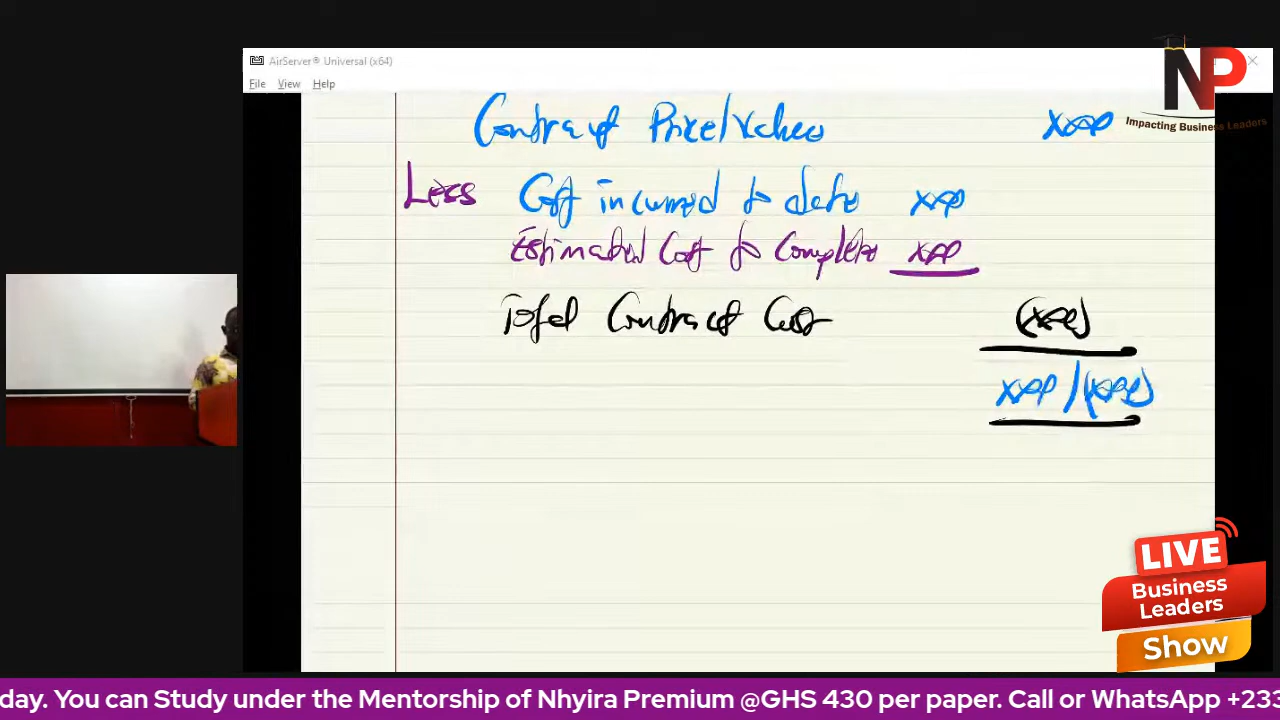 AirServer® Universal (x64)
File View Help
NP
Impacting Business Leaders
Contract Price/Value xxx
Less Cost incurred to date xxx
Estimated Cost to Complete xxx
Total Contract Cost (xxx)
xxx/(xxx)
LIVE
Business
Leaders
Show
day. You can Study under the Mentorship of Nhyira Premium @GHS 430 per paper. Call or WhatsApp +233